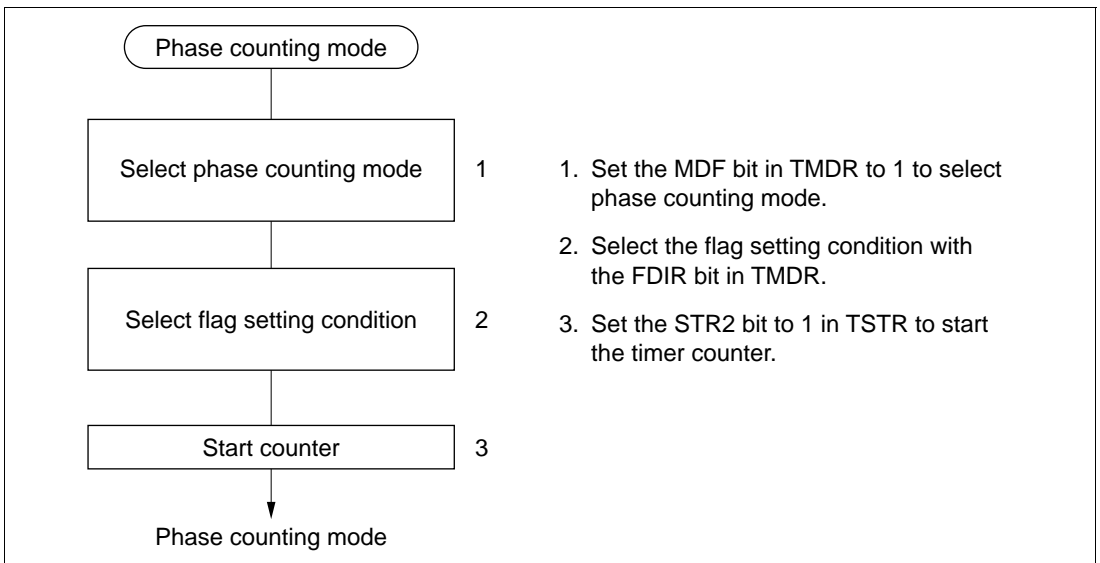 Phase counting mode
Select phase counting mode
1
Select flag setting condition
2
Start counter
3
Phase counting mode
1. Set the MDF bit in TMDR to 1 to select
phase counting mode.
2. Select the flag setting condition with
the FDIR bit in TMDR.
3. Set the STR2 bit to 1 in TSTR to start
the timer counter.